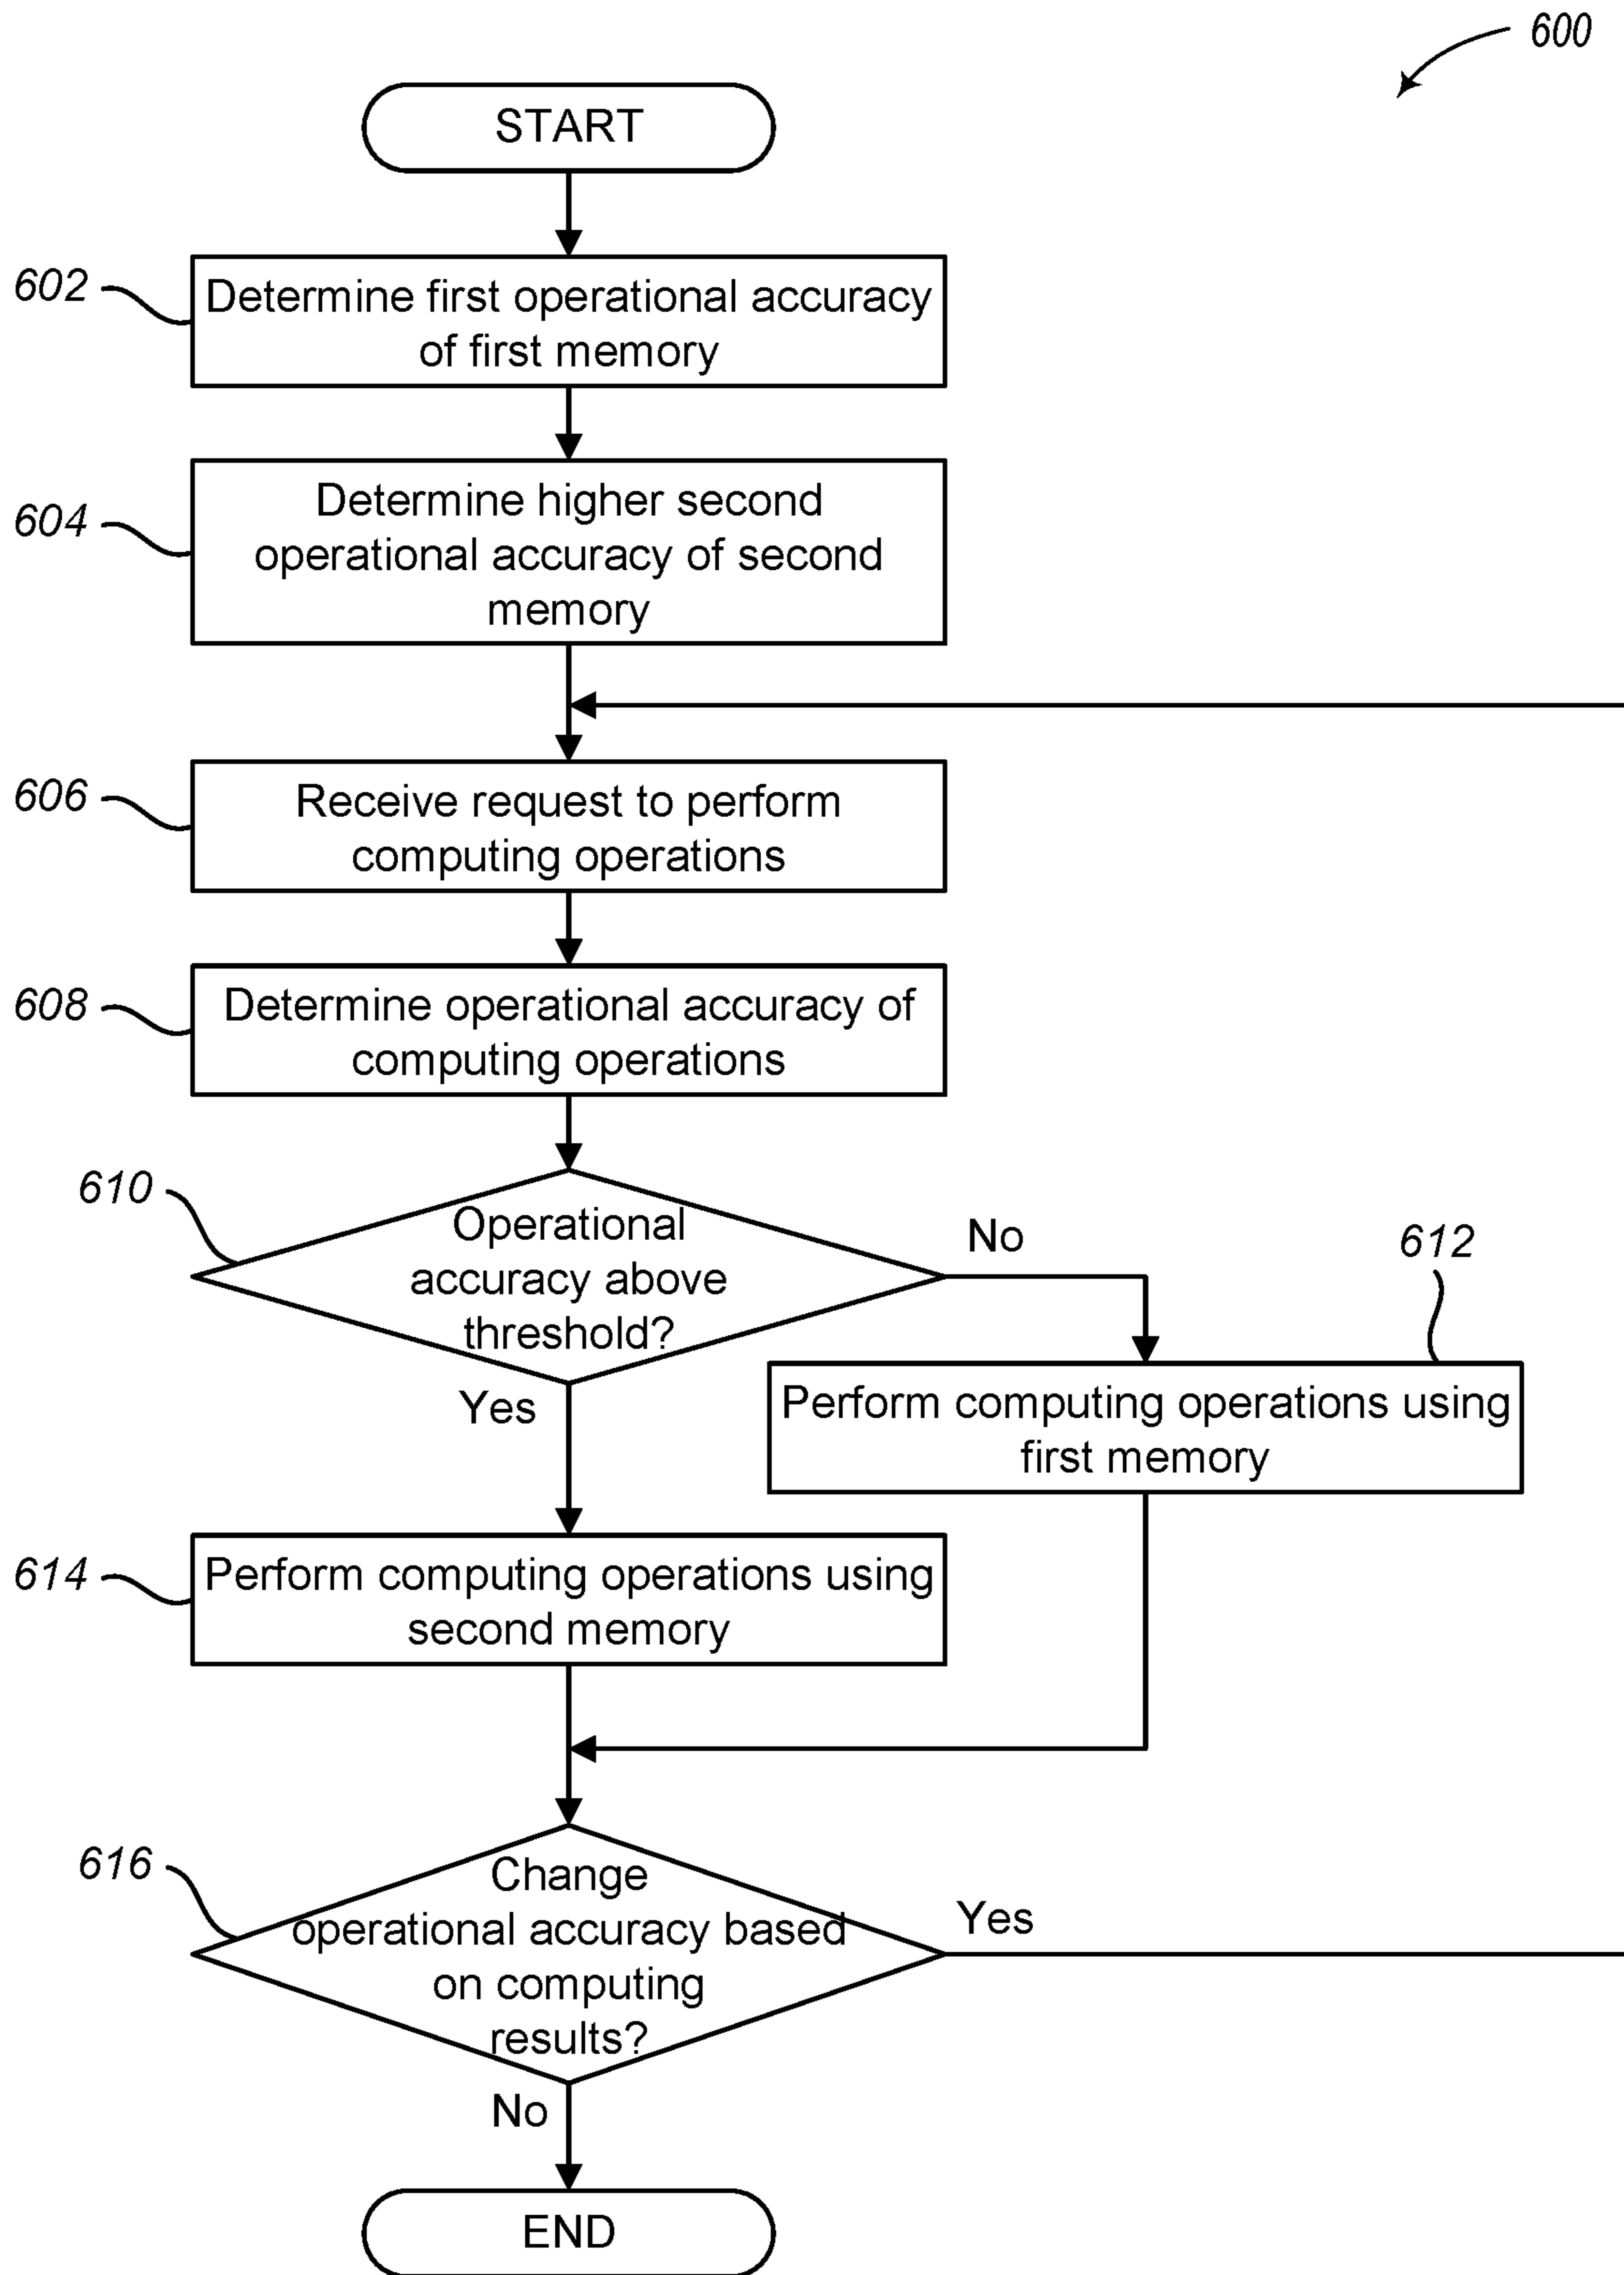 600
START
602
Determine first operational accuracy
of first memory
604
Determine higher second
operational accuracy of second
memory
606
Receive request to perform
computing operations
608
Determine operational accuracy of
computing operations
610
Operational
accuracy above
threshold?
No
612
Yes
Perform computing operations using
first memory
614
Perform computing operations using
second memory
616
Change
operational accuracy based
on computing
results?
Yes
No
END